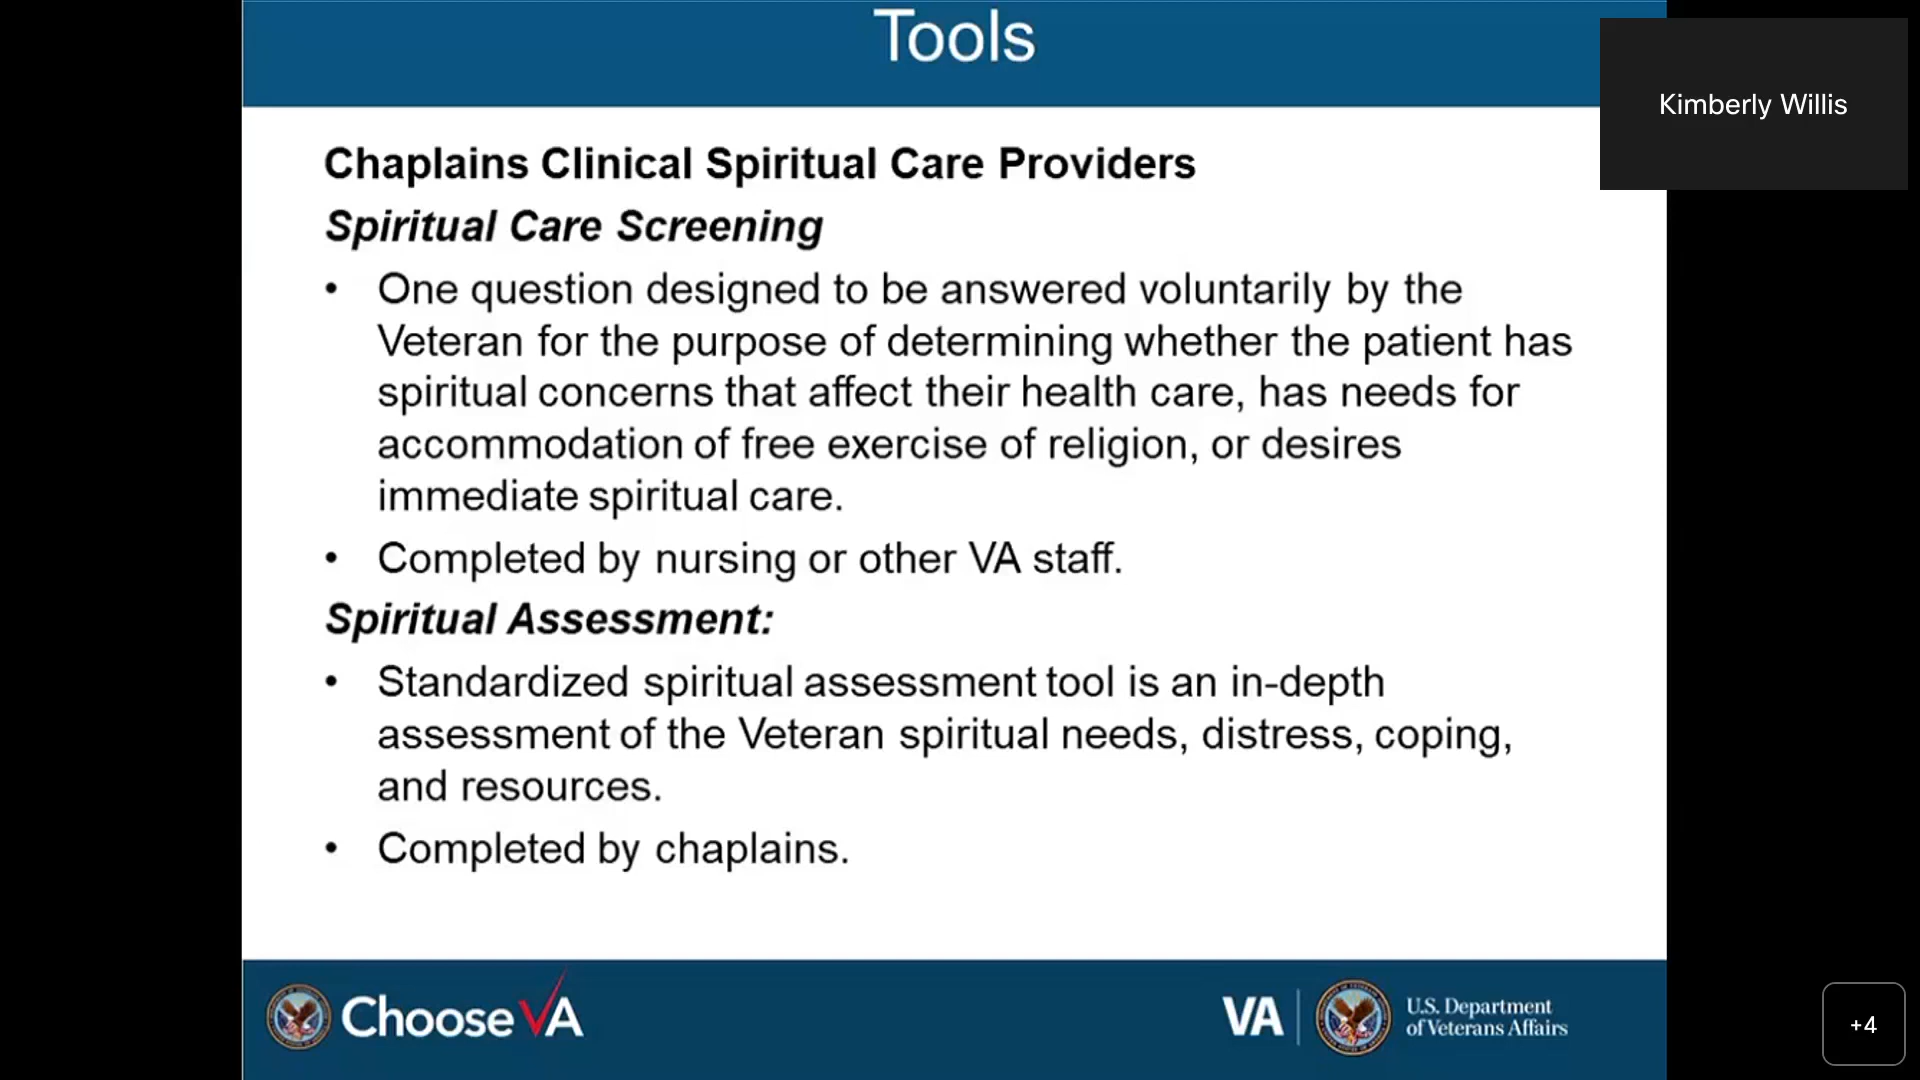 Tools
Kimberly Willis
Chaplains Clinical Spiritual Care Providers
Spiritual Care Screening
• One question designed to be answered voluntarily by the
Veteran for the purpose of determining whether the patient has
spiritual concerns that affect their health care, has needs for
accommodation of free exercise of religion, or desires
immediate spiritual care.
• Completed by nursing or other VA staff.
Spiritual Assessment:
• Standardized spiritual assessment tool is an in-depth
assessment of the Veteran spiritual needs, distress, coping,
and resources.
• Completed by chaplains.
Choose VA
VA
U.S. Department
of Veterans Affairs
+4